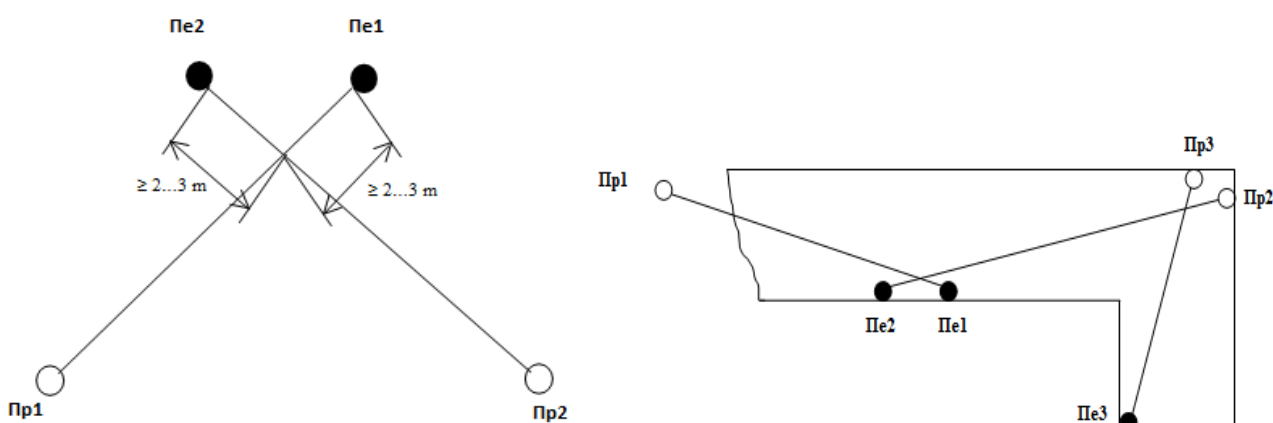 Пе2
Пе1
≥ 2...3 m
≥ 2...3 m
Пр1
Пр2
Пр3
Пр1
Пр2
Пе2
Пе1
Пе3